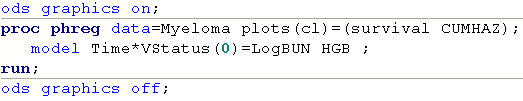 ods graphics on;
proc phreg data=Myeloma plots(cl)=(survival CUMHAZ);
model Time*VStatus(0)=LogBUN HGB ;
run;
ods graphics off;